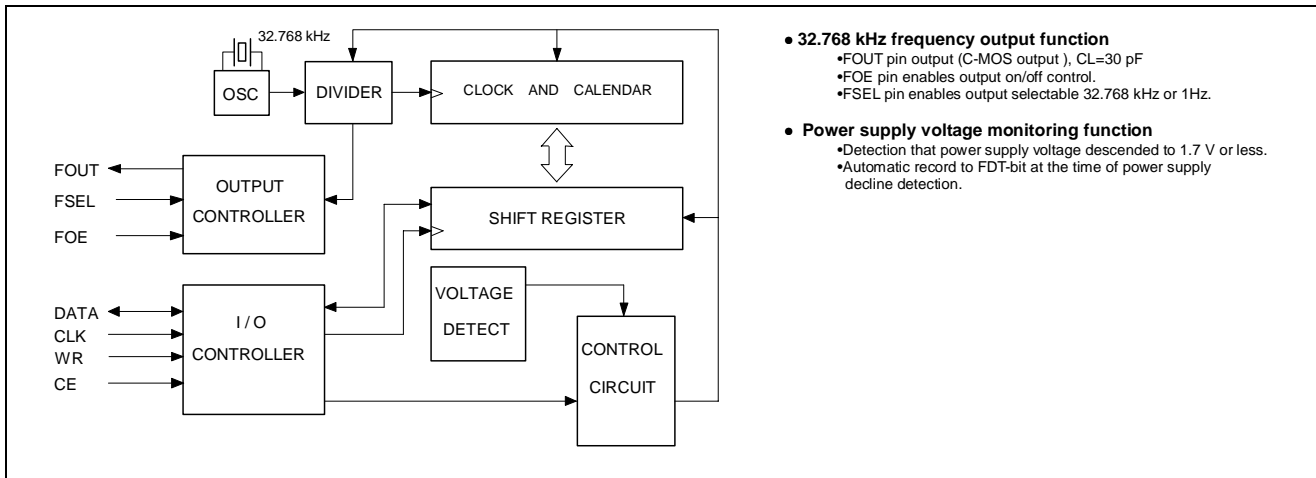 32.768 kHz
OSC
DIVIDER
CLOCK AND CALENDAR
FOUT
FSEL
FOE
OUTPUT
CONTROLLER
SHIFT REGISTER
DATA
CLK
WR
CE
I / O
CONTROLLER
VOLTAGE
DETECT
CONTROL
CIRCUIT
● 32.768 kHz frequency output function
•FOUT pin output (C-MOS output ), CL=30 pF
•FOE pin enables output on/off control.
•FSEL pin enables output selectable 32.768 kHz or 1Hz.
● Power supply voltage monitoring function
•Detection that power supply voltage descended to 1.7 V or less.
•Automatic record to FDT-bit at the time of power supply
decline detection.